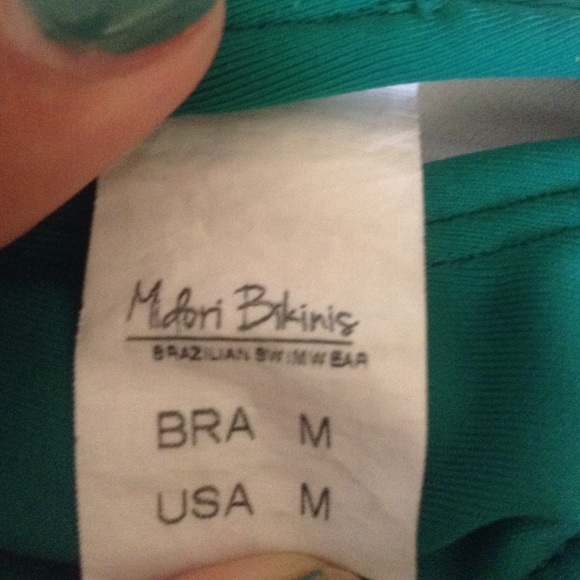 Midori Bikinis
BRAZILIAN SWIMWEAR
BRA M
USA M